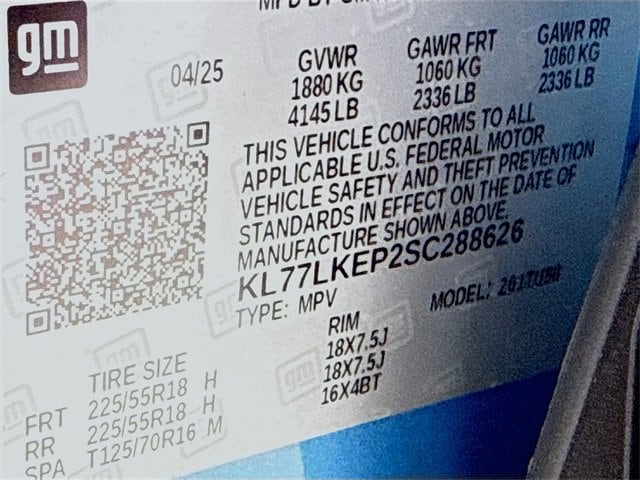 gm
MFD BY
04/25
GVWR GAWR FRT GAWR RR
1880 KG 1060 KG 1060 KG
4145 LB 2336 LB 2336 LB
THIS VEHICLE CONFORMS TO ALL
APPLICABLE U.S. FEDERAL MOTOR
VEHICLE SAFETY AND THEFT PREVENTION
STANDARDS IN EFFECT ON THE DATE OF
MANUFACTURE SHOWN ABOVE.
KL77LKEP2SC288626
TYPE: MPV MODEL:
TIRE SIZE RIM
FRT 225/55R18 H 18X7.5J
RR 225/55R18 H 18X7.5J
SPA T125/70R16 M 16X4BT